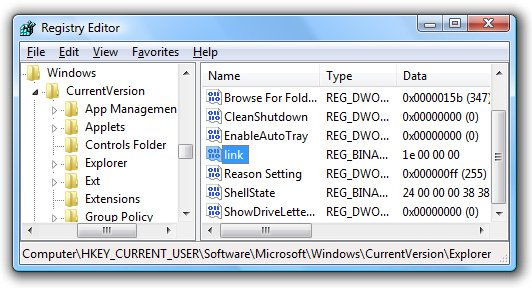 Registry Editor
File Edit View Favorites Help
Windows
CurrentVersion
App Managemen
Applets
Controls Folder
Explorer
Ext
Extensions
Group Policy
Name Type Data
Browse For Fold... REG_DWO... 0x0000015b (347)
CleanShutdown REG_DWO... 0x00000000 (0)
EnableAutoTray REG_DWO... 0x00000000 (0)
link REG_BINA... 1e 00 00 00
Reason Setting REG_DWO... 0x000000ff (255)
ShellState REG_BINA... 24 00 00 00 38 38
ShowDriveLette... REG_DWO... 0x00000000 (0)
Computer\HKEY_CURRENT_USER\Software\Microsoft\Windows\CurrentVersion\Explorer